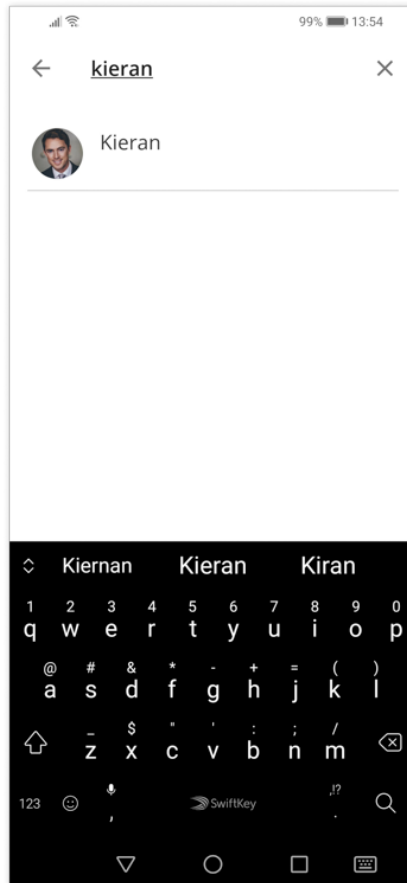 99% 13:54
kieran
Kieran
Kiernan Kieran Kiran
1 2 3 4 5 6 7 8 9 0
q w e r t y u i o p
@ # & * - + = ( )
a s d f g h j k l
_ $ " ' : ; /
z x c v b n m
123 , SwiftKey ,!? .